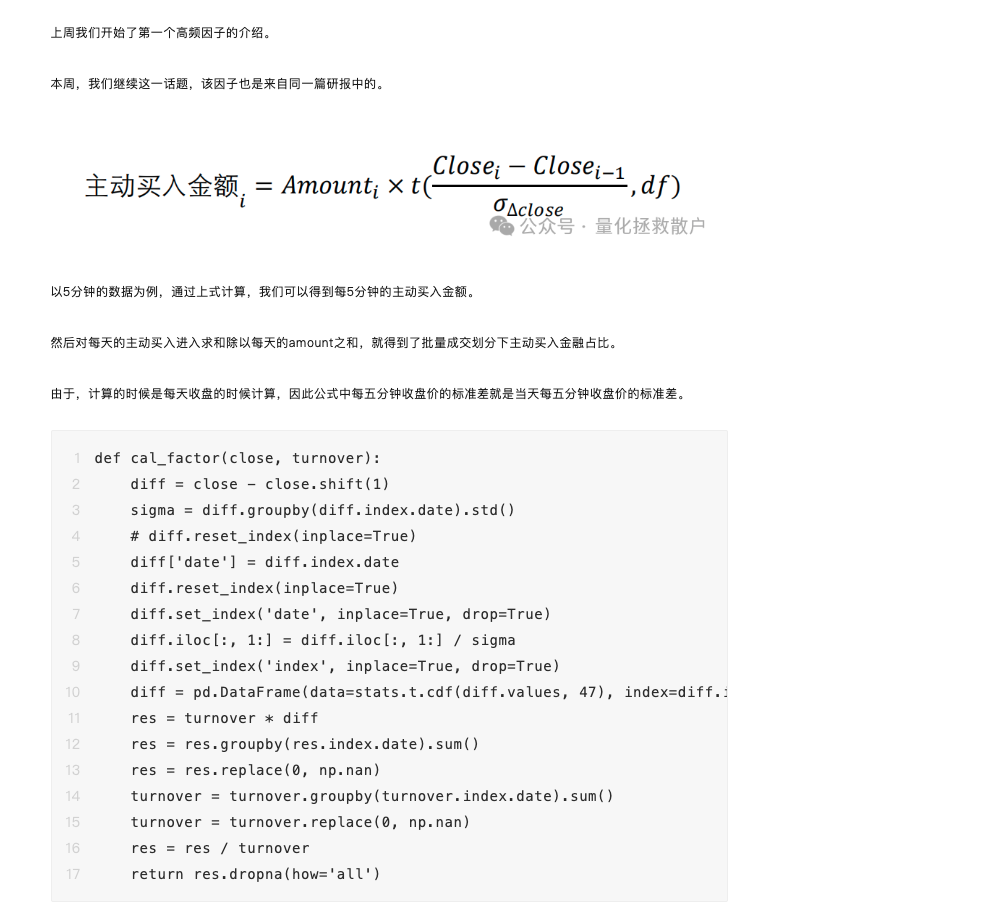 上周我们开始了第一个高频因子的介绍。
本周，我们继续这一话题，该因子也是来自同一篇研报中的。
主动买入金额_i = Amount_i × t(\frac{Close_i − Close_{i−1}}{σ_{Δclose}}, df)
公众号 · 量化拯救散户
以5分钟的数据为例，通过上式计算，我们可以得到每5分钟的主动买入金额。
然后对每天的主动买入进入求和除以每天的amount之和，就得到了批量成交划分下主动买入金融占比。
由于，计算的时候是每天收盘的时候计算，因此公式中每五分钟收盘价的标准差就是当天每五分钟收盘价的标准差。
1 def cal_factor(close, turnover):
2     diff = close - close.shift(1)
3     sigma = diff.groupby(diff.index.date).std()
4     # diff.reset_index(inplace=True)
5     diff['date'] = diff.index.date
6     diff.reset_index(inplace=True)
7     diff.set_index('date', inplace=True, drop=True)
8     diff.iloc[:, 1:] = diff.iloc[:, 1:] / sigma
9     diff.set_index('index', inplace=True, drop=True)
10     diff = pd.DataFrame(data=stats.t.cdf(diff.values, 47), index=diff.i
11     res = turnover * diff
12     res = res.groupby(res.index.date).sum()
13     res = res.replace(0, np.nan)
14     turnover = turnover.groupby(turnover.index.date).sum()
15     turnover = turnover.replace(0, np.nan)
16     res = res / turnover
17     return res.dropna(how='all')